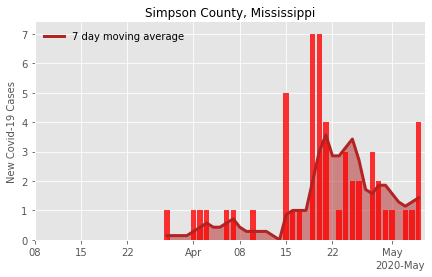 Simpson County, Mississippi
7 day moving average
New Covid-19 Cases
7
6
5
4
3
2
1
0
08 15 22 Apr 08 15 22 May
2020-May